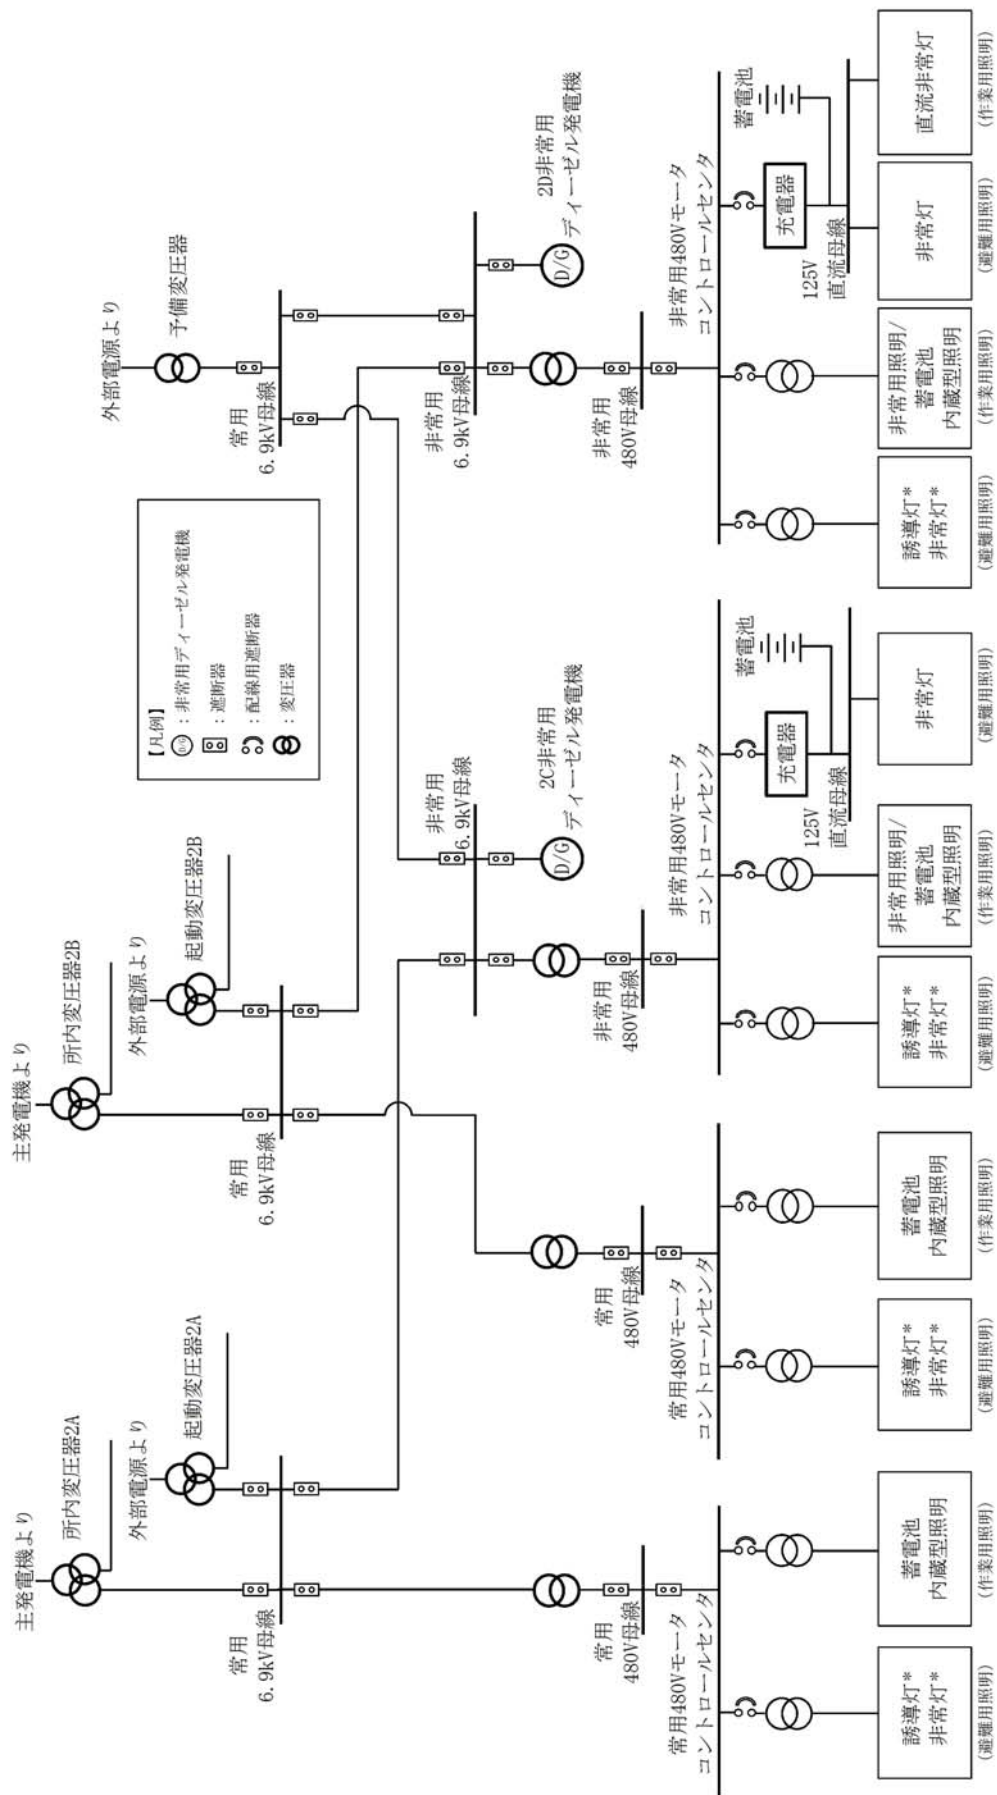 主発電機より
所内変圧器2A
外部電源より
起動変圧器2A
常用
6.9kV母線
常用
480V母線
常用480Vモータ
コントロールセンタ
誘導灯*
非常灯*
(避難用照明)
蓄電池
内蔵型照明
(作業用照明)
主発電機より
所内変圧器2B
外部電源より
起動変圧器2B
常用
6.9kV母線
常用
480V母線
常用480Vモータ
コントロールセンタ
誘導灯*
非常灯*
(避難用照明)
蓄電池
内蔵型照明
(作業用照明)
【凡例】
D/G
:非常用ディーゼル発電機
:遮断器
:配線用遮断器
:変圧器
非常用
6.9kV母線
D/G
2C非常用
ディーゼル発電機
非常用
480V母線
非常用480Vモータ
コントロールセンタ
誘導灯*
非常灯*
(避難用照明)
非常用照明/
蓄電池
内蔵型照明
(作業用照明)
充電器
蓄電池
125V
直流母線
非常灯
(避難用照明)
外部電源より
予備変圧器
常用
6.9kV母線
非常用
6.9kV母線
D/G
2D非常用
ディーゼル発電機
非常用
480V母線
非常用480Vモータ
コントロールセンタ
誘導灯*
非常灯*
(避難用照明)
非常用照明/
蓄電池
内蔵型照明
(作業用照明)
充電器
蓄電池
125V
直流母線
非常灯
(避難用照明)
直流非常灯
(作業用照明)